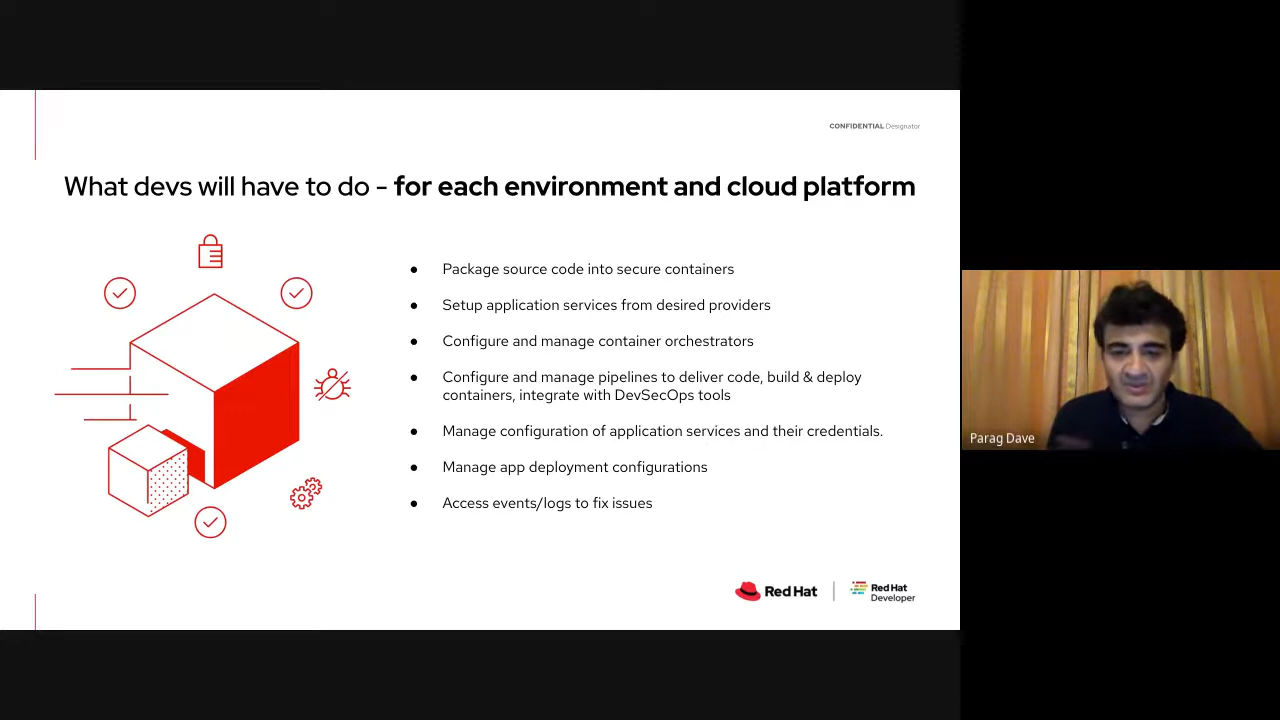 CONFIDENTIAL Designator
What devs will have to do - for each environment and cloud platform
● Package source code into secure containers
● Setup application services from desired providers
● Configure and manage container orchestrators
● Configure and manage pipelines to deliver code, build & deploy
containers, integrate with DevSecOps tools
● Manage configuration of application services and their credentials.
● Manage app deployment configurations
● Access events/logs to fix issues
Parag Dave
Red Hat
Red Hat
Developer